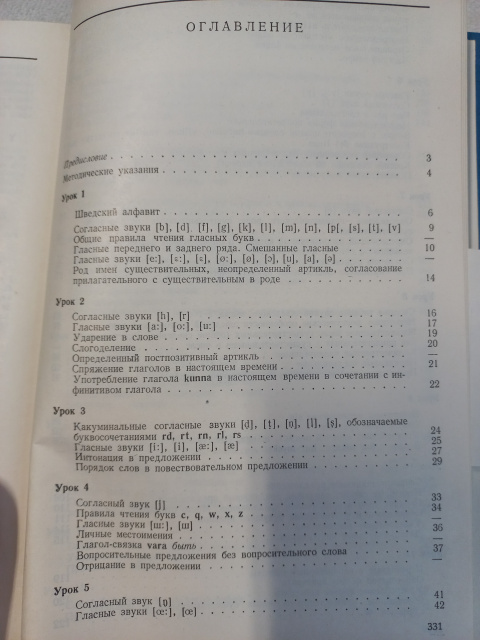 ОГЛАВЛЕНИЕ
Предисловие . . . . . . . . . . 3
Методические указания . . . . . . . . . . 4
Урок 1
Шведский алфавит . . . . . . . . . . 6
Согласные звуки [b], [d] [f], [g], [k], [l], [m], [n], [p[, [s], [t], [v] 9
Общие правила чтения гласных букв . . . . . . . . . . —
Гласные переднего и заднего ряда. Смешанные гласные . . . . . 10
Гласные звуки [e:], [ɛ:], [ɛ], [ø:], [ø], [ɔ], [u], [a], [ə] . . . . . —
Род имен существительных, неопределенный артикль, согласование
прилагательного с существительным в роде . . . . . . . . . . 14
Урок 2
Согласные звуки [h], [r] . . . . . . . . . . 16
Гласные звуки [a:], [o:], [u:] . . . . . . . . . . 17
Ударение в слове . . . . . . . . . . 19
Слогоделение . . . . . . . . . . 20
Определенный постпозитивный артикль . . . . . . . . . . —
Спряжение глаголов в настоящем времени . . . . . . . . . . 21
Употребление глагола kunna в настоящем времени в сочетании с ин-
финитивом глагола . . . . . . . . . . 22
Урок 3
Какуминальные согласные звуки [ḍ], [ṭ], [ṇ], [ḷ], [ṣ], обозначаемые
буквосочетаниями rd, rt, rn, rl, rs . . . . . . . . . . 24
Гласные звуки [i:], [i], [æ:], [æ] . . . . . . . . . . 25
Интонация в предложении . . . . . . . . . . 27
Порядок слов в повествовательном предложении . . . . . . . . . . 29
Урок 4
Согласный звук [j] . . . . . . . . . . 33
Правила чтения букв c, q, w, x, z . . . . . . . . . . 34
Гласные звуки [ɯ:], [ɯ] . . . . . . . . . . —
Личные местоимения . . . . . . . . . . 36
Глагол-связка vara быть . . . . . . . . . . —
Вопросительные предложения без вопросительного слова . . . . . 37
Отрицание в предложении . . . . . . . . . . —
Урок 5
Согласный звук [ŋ] . . . . . . . . . . 41
Гласные звуки [œ:], [œ] . . . . . . . . . . 42
331